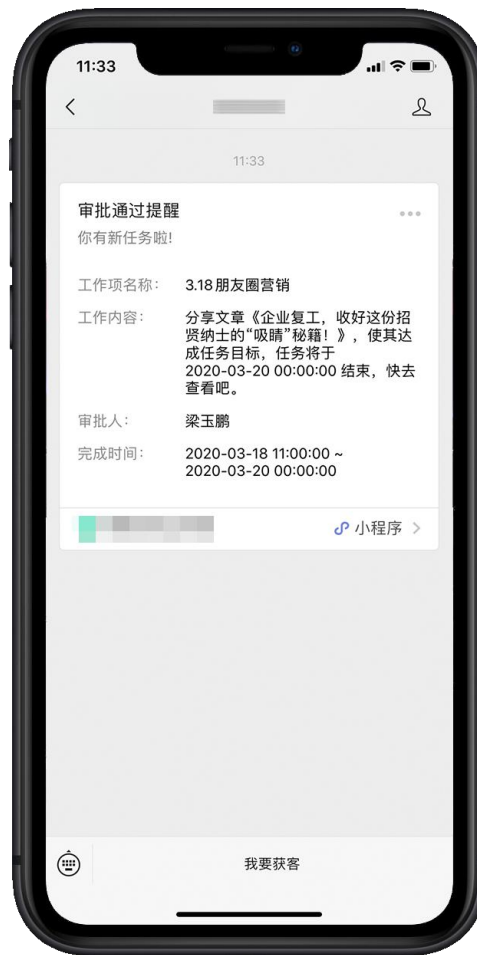 11:33
11:33
审批通过提醒
你有新任务啦!
工作项名称: 3.18朋友圈营销
工作内容: 分享文章《企业复工，收好这份招
贤纳士的“吸睛”秘籍！》，使其达
成任务目标，任务将于
2020-03-20 00:00:00 结束，快去
查看吧。
审批人: 梁玉鹏
完成时间: 2020-03-18 11:00:00 ~
2020-03-20 00:00:00
小程序
我要获客